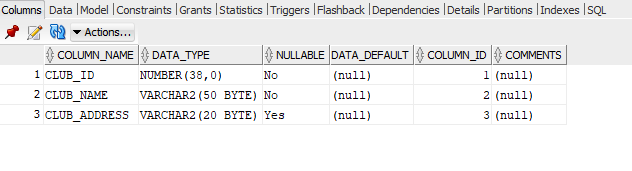 Columns Data Model Constraints Grants Statistics Triggers Flashback Dependencies Details Partitions Indexes SQL
Actions...
COLUMN_NAME DATA_TYPE NULLABLE DATA_DEFAULT COLUMN_ID COMMENTS
1 CLUB_ID NUMBER(38,0) No (null) 1 (null)
2 CLUB_NAME VARCHAR2(50 BYTE) No (null) 2 (null)
3 CLUB_ADDRESS VARCHAR2(20 BYTE) Yes (null) 3 (null)